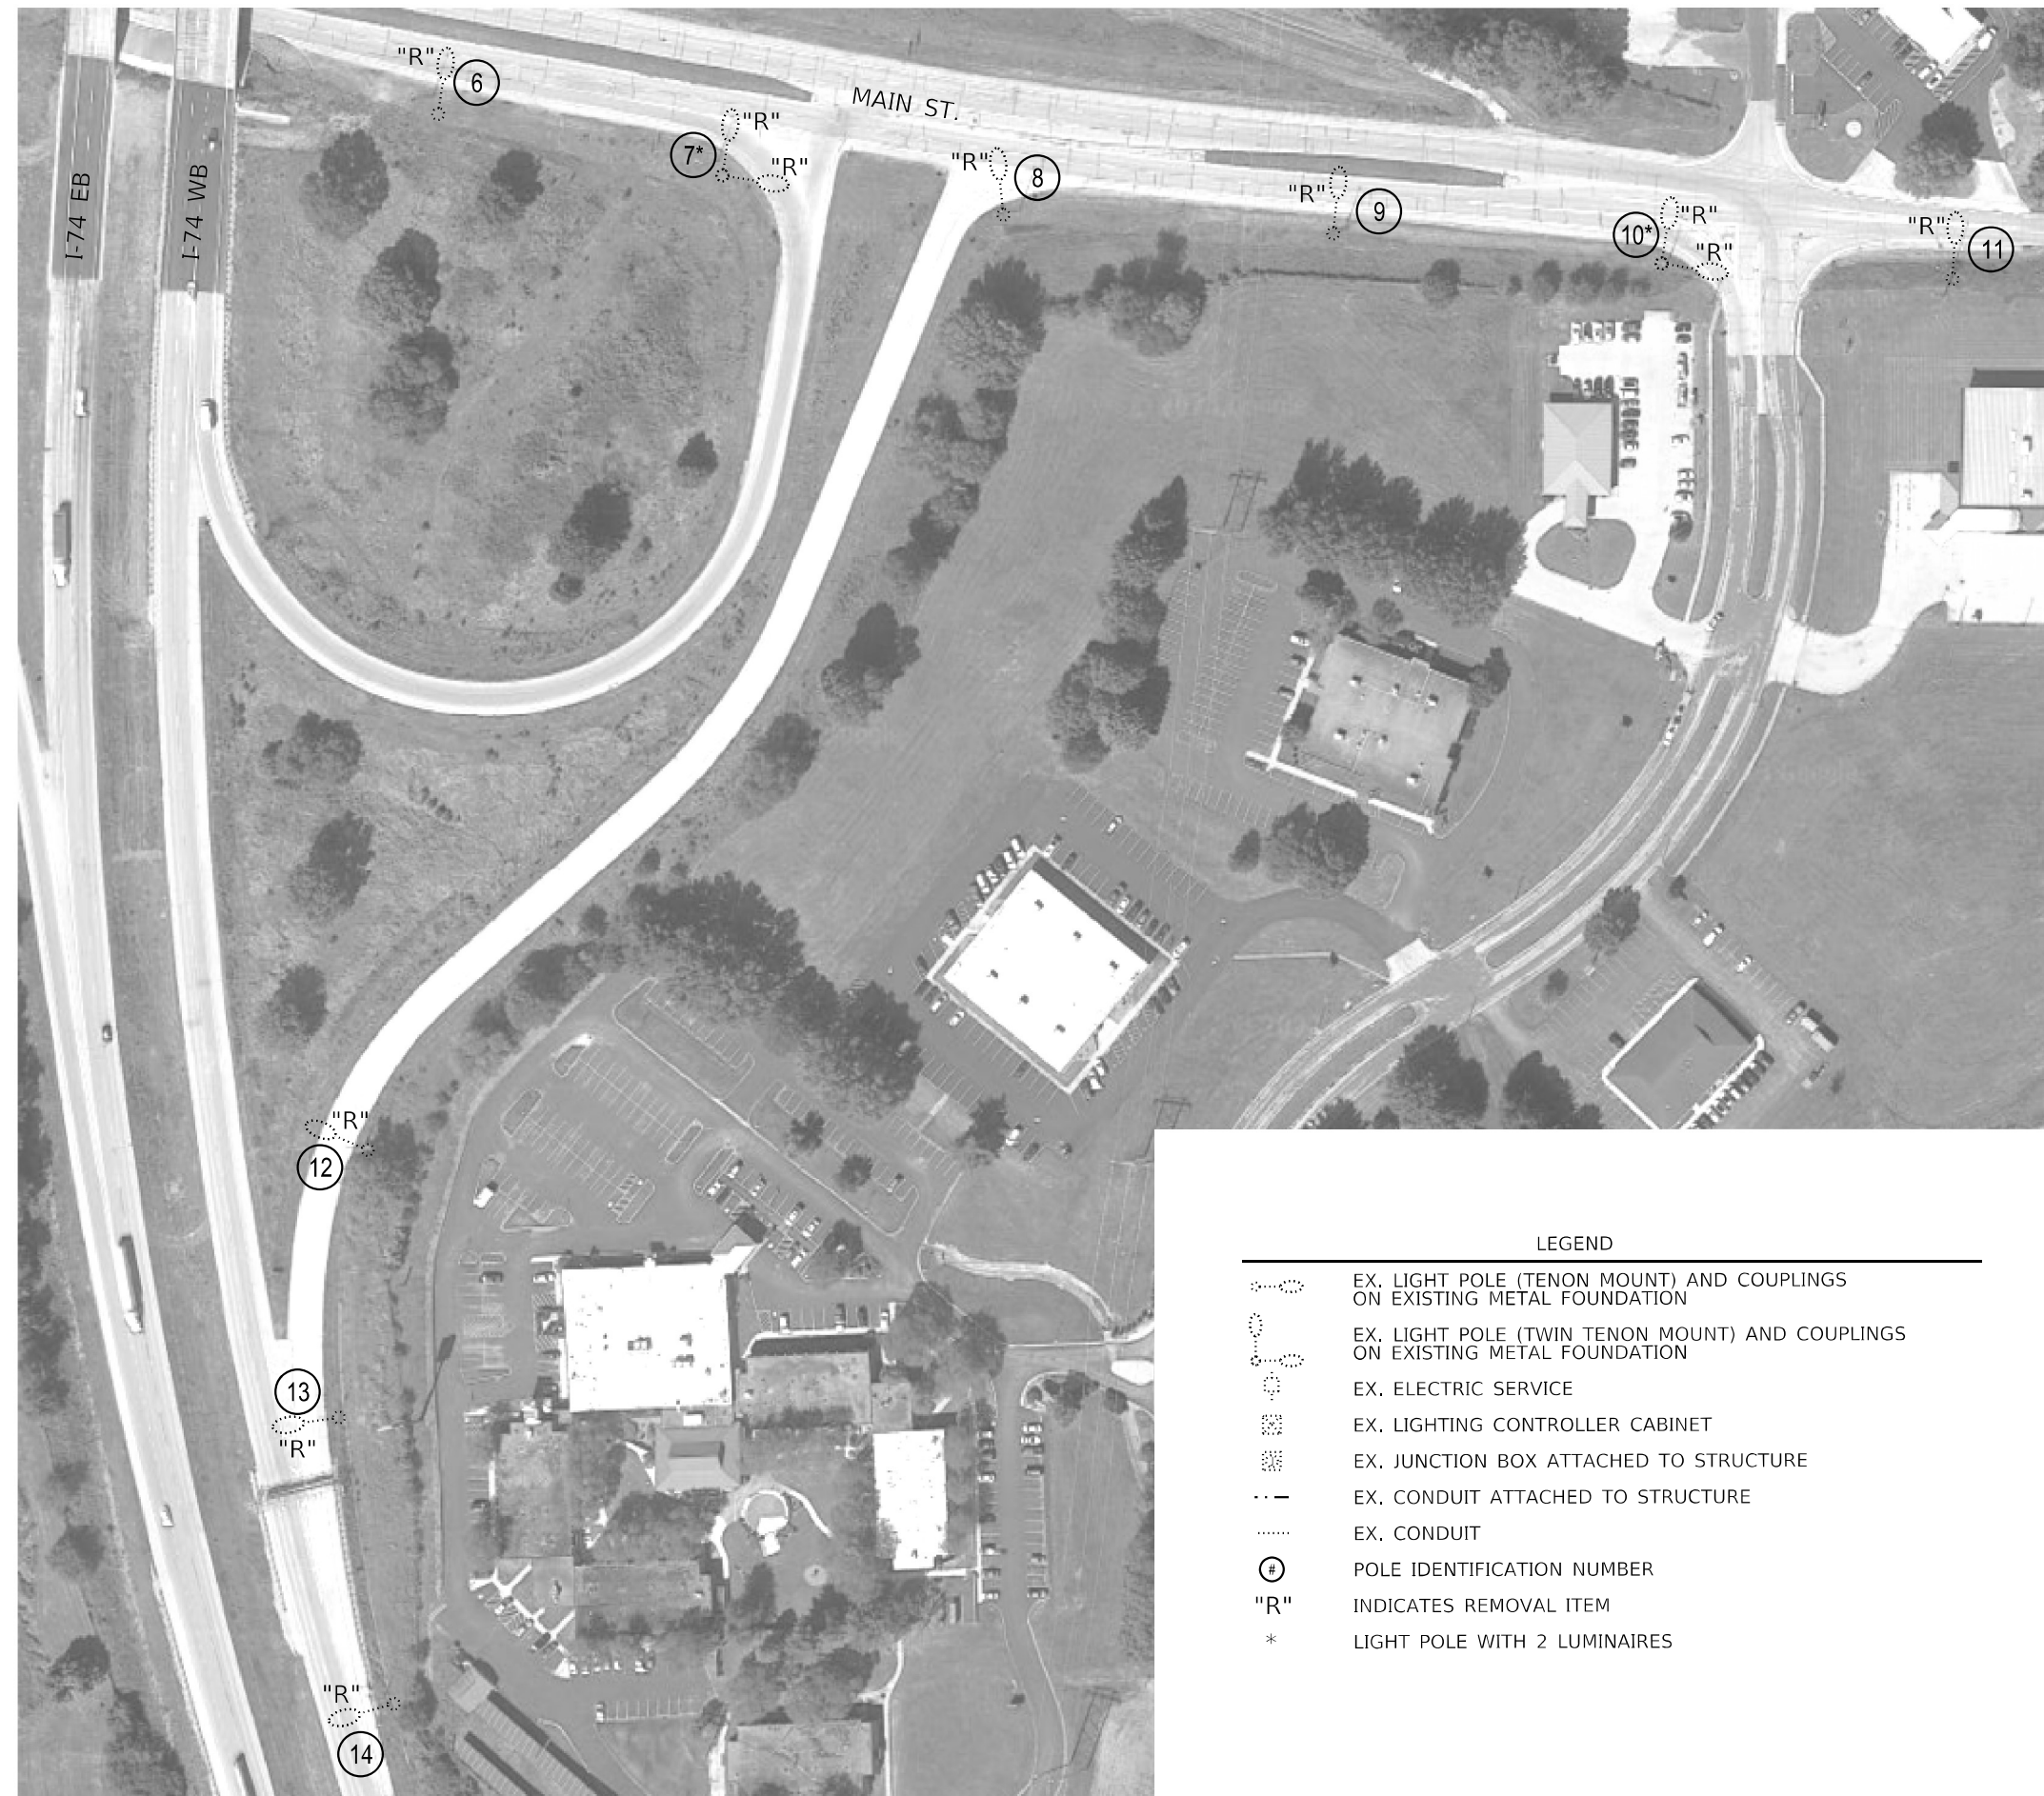 "R"
6
MAIN ST.
"R"
7*
"R"
"R"
8
"R"
9
"R"
10*
"R"
"R"
11
I-74 EB
I-74 WB
"R"
12
13
"R"
"R"
14
LEGEND
EX. LIGHT POLE (TENON MOUNT) AND COUPLINGS
ON EXISTING METAL FOUNDATION
EX. LIGHT POLE (TWIN TENON MOUNT) AND COUPLINGS
ON EXISTING METAL FOUNDATION
EX. ELECTRIC SERVICE
EX. LIGHTING CONTROLLER CABINET
EX. JUNCTION BOX ATTACHED TO STRUCTURE
EX. CONDUIT ATTACHED TO STRUCTURE
EX. CONDUIT
# POLE IDENTIFICATION NUMBER
"R" INDICATES REMOVAL ITEM
* LIGHT POLE WITH 2 LUMINAIRES